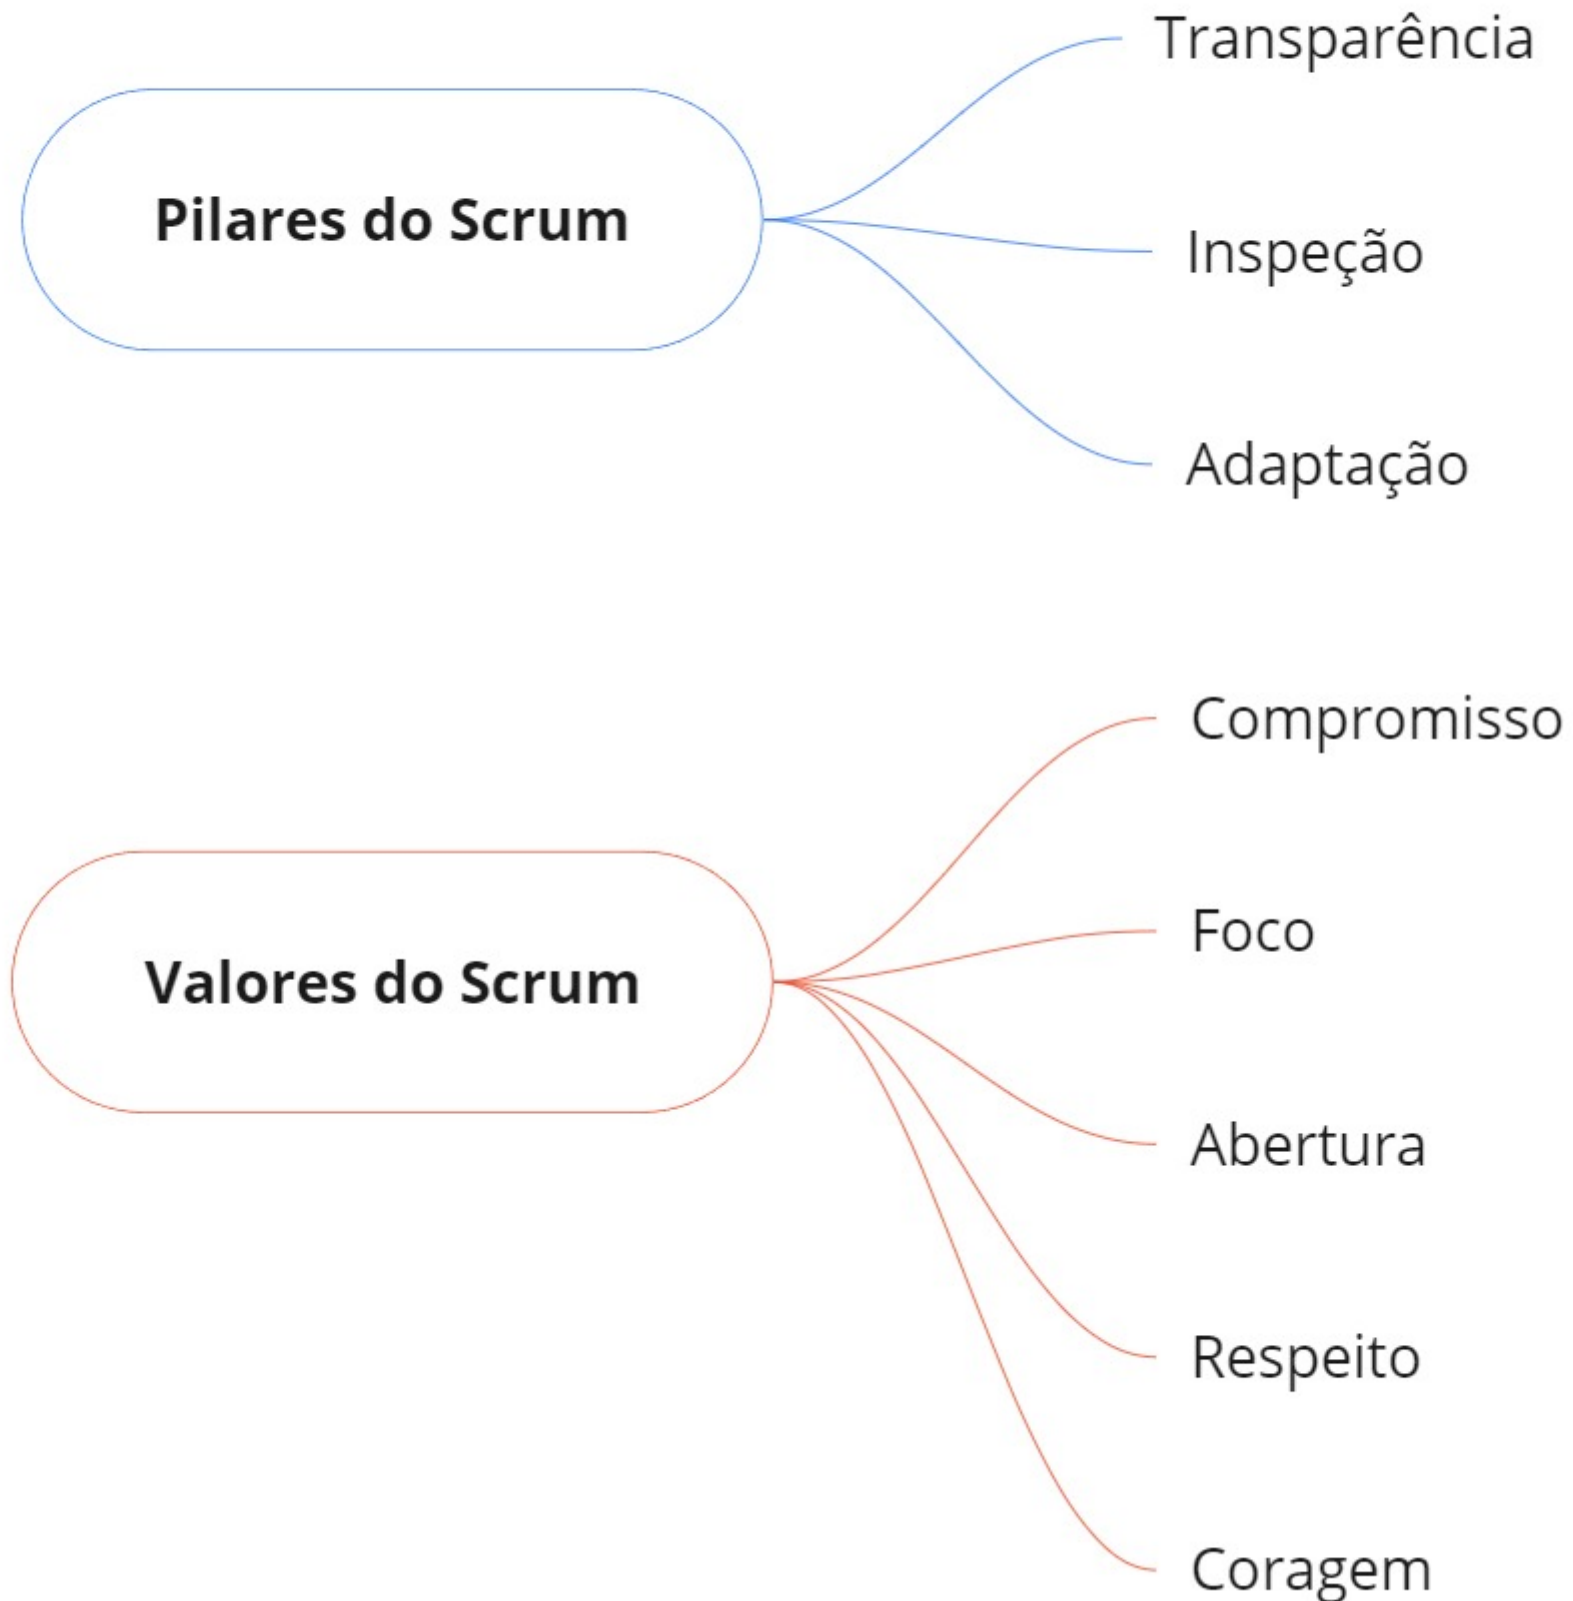 Pilares do Scrum
Transparência
Inspeção
Adaptação
Valores do Scrum
Compromisso
Foco
Abertura
Respeito
Coragem